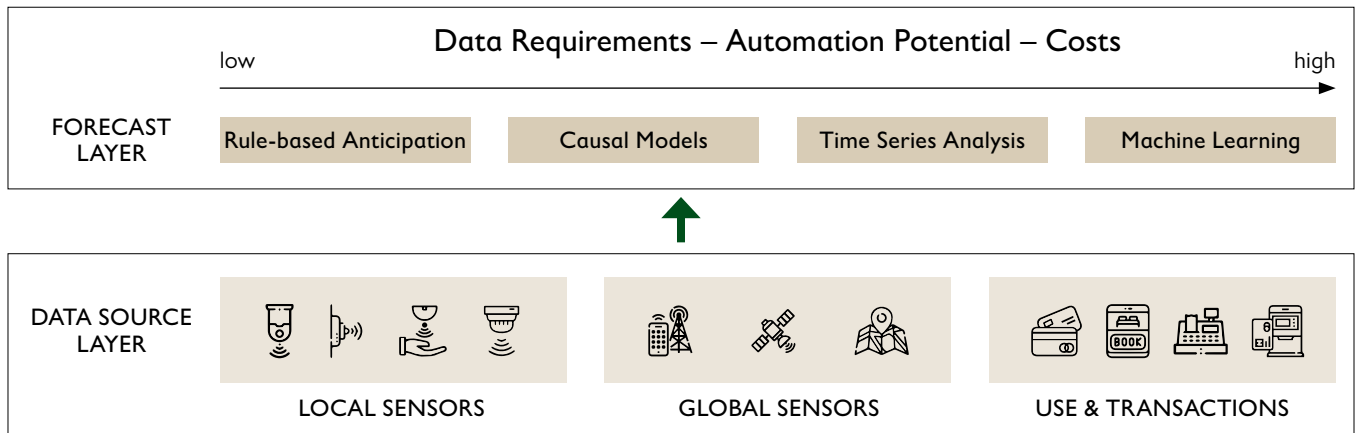 Data Requirements – Automation Potential – Costs
low
high
FORECAST
LAYER
Rule-based Anticipation
Causal Models
Time Series Analysis
Machine Learning
DATA SOURCE
LAYER
BOOK
LOCAL SENSORS
GLOBAL SENSORS
USE & TRANSACTIONS